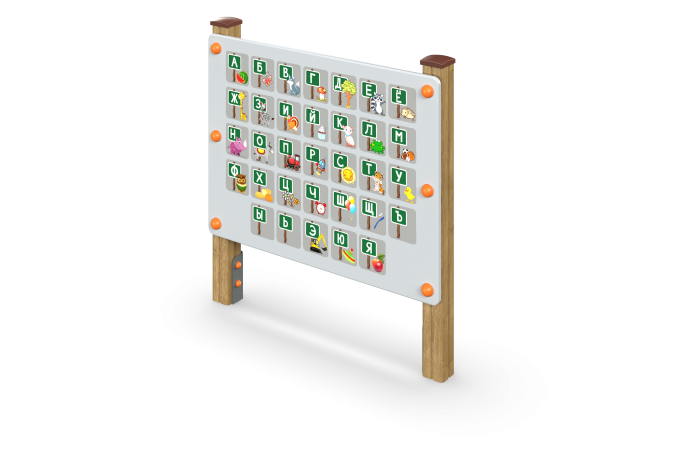 А Б В Г Д Е Ё
Ж З И Й К Л М
Н О П Р С Т У
Ф Х Ц Ч Ш Щ Ъ
Ы Ь Э Ю Я